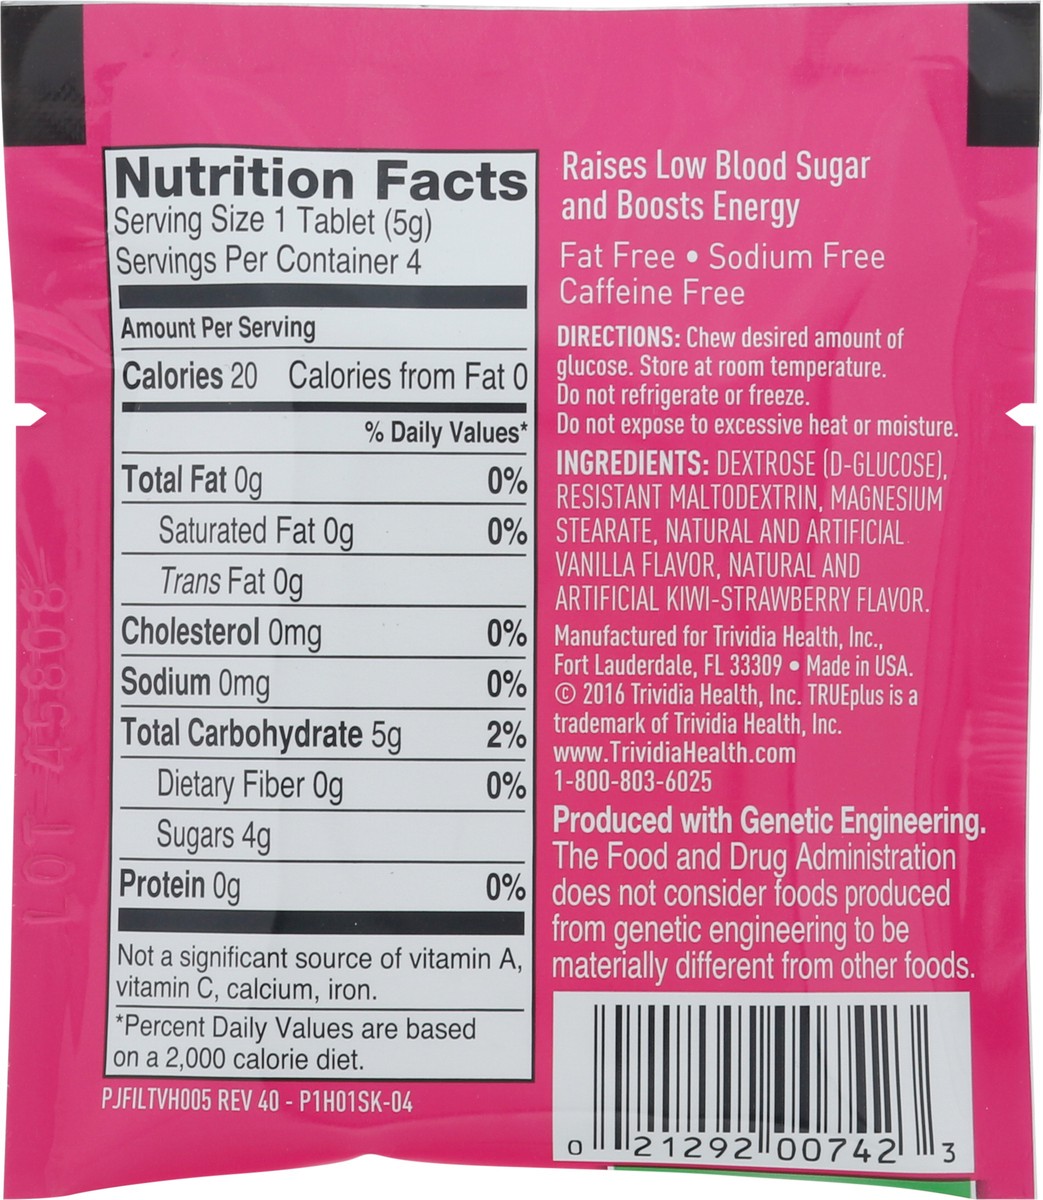 Nutrition Facts
Serving Size 1 Tablet (5g)
Servings Per Container 4
Amount Per Serving
Calories 20 Calories from Fat 0
% Daily Values*
Total Fat 0g 0%
Saturated Fat 0g 0%
Trans Fat 0g
Cholesterol 0mg 0%
Sodium 0mg 0%
Total Carbohydrate 5g 2%
Dietary Fiber 0g 0%
Sugars 4g
Protein 0g 0%
Not a significant source of vitamin A,
vitamin C, calcium, iron.
*Percent Daily Values are based
on a 2,000 calorie diet.
PJFILTVH005 REV 40 - P1H01SK-04
Raises Low Blood Sugar
and Boosts Energy
Fat Free • Sodium Free
Caffeine Free
DIRECTIONS: Chew desired amount of
glucose. Store at room temperature.
Do not refrigerate or freeze.
Do not expose to excessive heat or moisture.
INGREDIENTS: DEXTROSE (D-GLUCOSE),
RESISTANT MALTODEXTRIN, MAGNESIUM
STEARATE, NATURAL AND ARTIFICIAL
VANILLA FLAVOR, NATURAL AND
ARTIFICIAL KIWI-STRAWBERRY FLAVOR.
Manufactured for Trividia Health, Inc.,
Fort Lauderdale, FL 33309 • Made in USA.
© 2016 Trividia Health, Inc. TRUEplus is a
trademark of Trividia Health, Inc.
www.TrividiaHealth.com
1-800-803-6025
Produced with Genetic Engineering.
The Food and Drug Administration
does not consider foods produced
from genetic engineering to be
materially different from other foods.
0 21292 00742 3
LOT